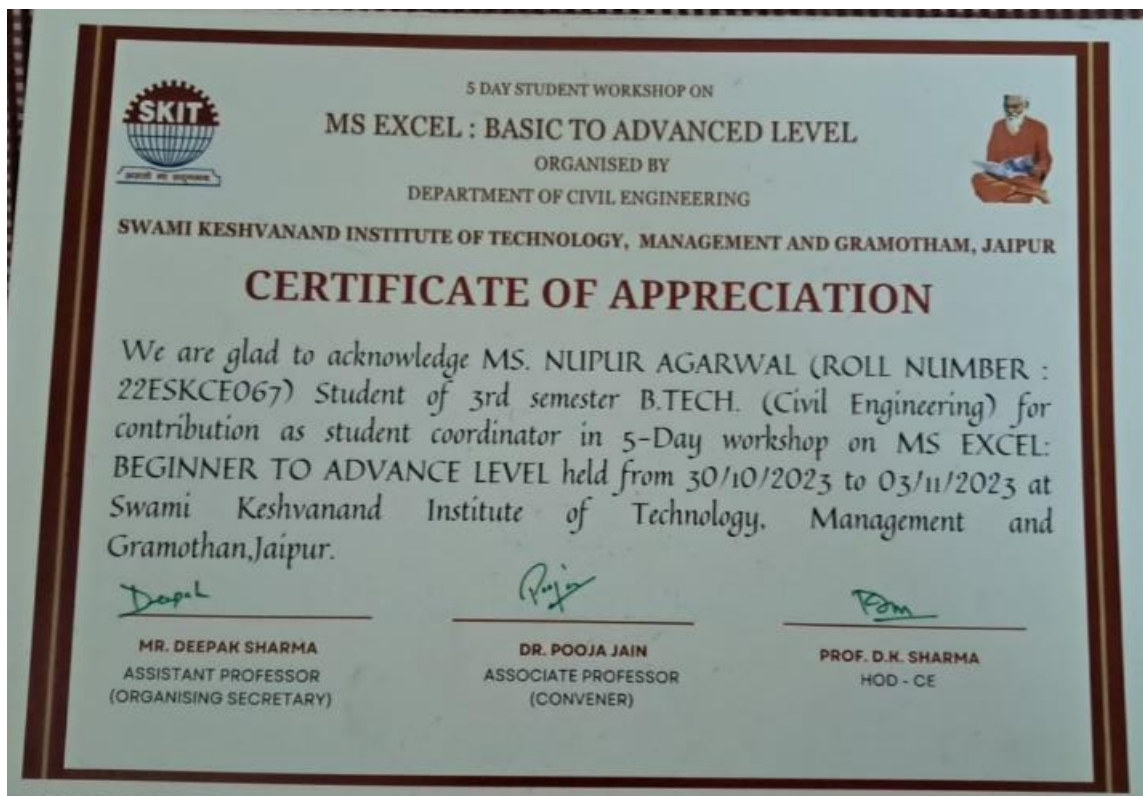 SKIT
5 DAY STUDENT WORKSHOP ON
MS EXCEL : BASIC TO ADVANCED LEVEL
ORGANISED BY
DEPARTMENT OF CIVIL ENGINEERING
SWAMI KESHVANAND INSTITUTE OF TECHNOLOGY, MANAGEMENT AND GRAMOTHAM, JAIPUR
CERTIFICATE OF APPRECIATION
We are glad to acknowledge MS. NUPUR AGARWAL (ROLL NUMBER :
22ESKCE067) Student of 3rd semester B.TECH. (Civil Engineering) for
contribution as student coordinator in 5-Day workshop on MS EXCEL:
BEGINNER TO ADVANCE LEVEL held from 30/10/2023 to 03/11/2023 at
Swami Keshvanand Institute of Technology, Management and
Gramothan,Jaipur.
Deepak
Pooja
MR. DEEPAK SHARMA
ASSISTANT PROFESSOR
(ORGANISING SECRETARY)
DR. POOJA JAIN
ASSOCIATE PROFESSOR
(CONVENER)
PROF. D.K. SHARMA
HOD - CE